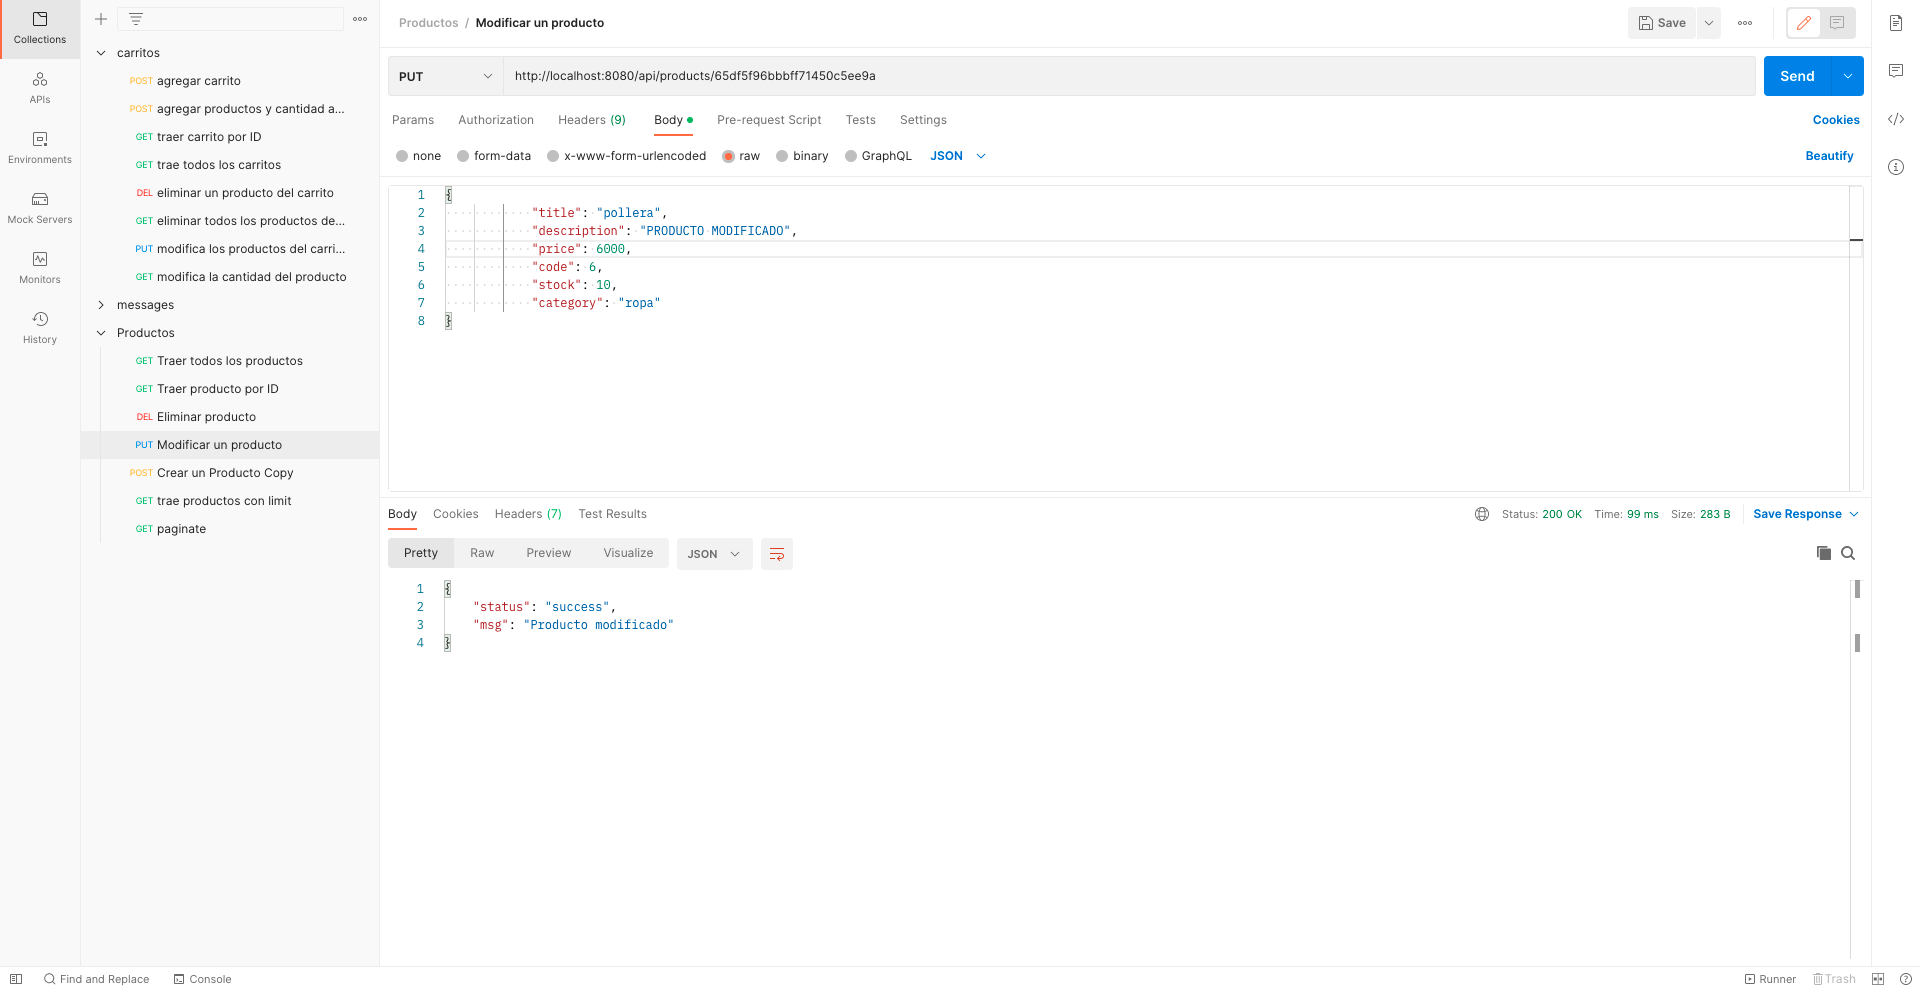 Collections
APIs
Environments
Mock Servers
Monitors
History
carritos
POST agregar carrito
POST agregar productos y cantidad a...
GET traer carrito por ID
GET trae todos los carritos
DEL eliminar un producto del carrito
GET eliminar todos los productos de...
PUT modifica los productos del carri...
GET modifica la cantidad del producto
messages
Productos
GET Traer todos los productos
GET Traer producto por ID
DEL Eliminar producto
PUT Modificar un producto
POST Crear un Producto Copy
GET trae productos con limit
GET paginate
Productos / Modificar un producto
Save
PUT http://localhost:8080/api/products/65df5f96bbbff71450c5ee9a Send
Params Authorization Headers (9) Body Pre-request Script Tests Settings Cookies
none form-data x-www-form-urlencoded raw binary GraphQL JSON Beautify
1 {
2 "title": "pollera",
3 "description": "PRODUCTO MODIFICADO",
4 "price": 6000,
5 "code": 6,
6 "stock": 10,
7 "category": "ropa"
8 }
Body Cookies Headers (7) Test Results Status: 200 OK Time: 99 ms Size: 283 B Save Response
Pretty Raw Preview Visualize JSON
1 {
2 "status": "success",
3 "msg": "Producto modificado"
4 }
Find and Replace Console Runner Trash